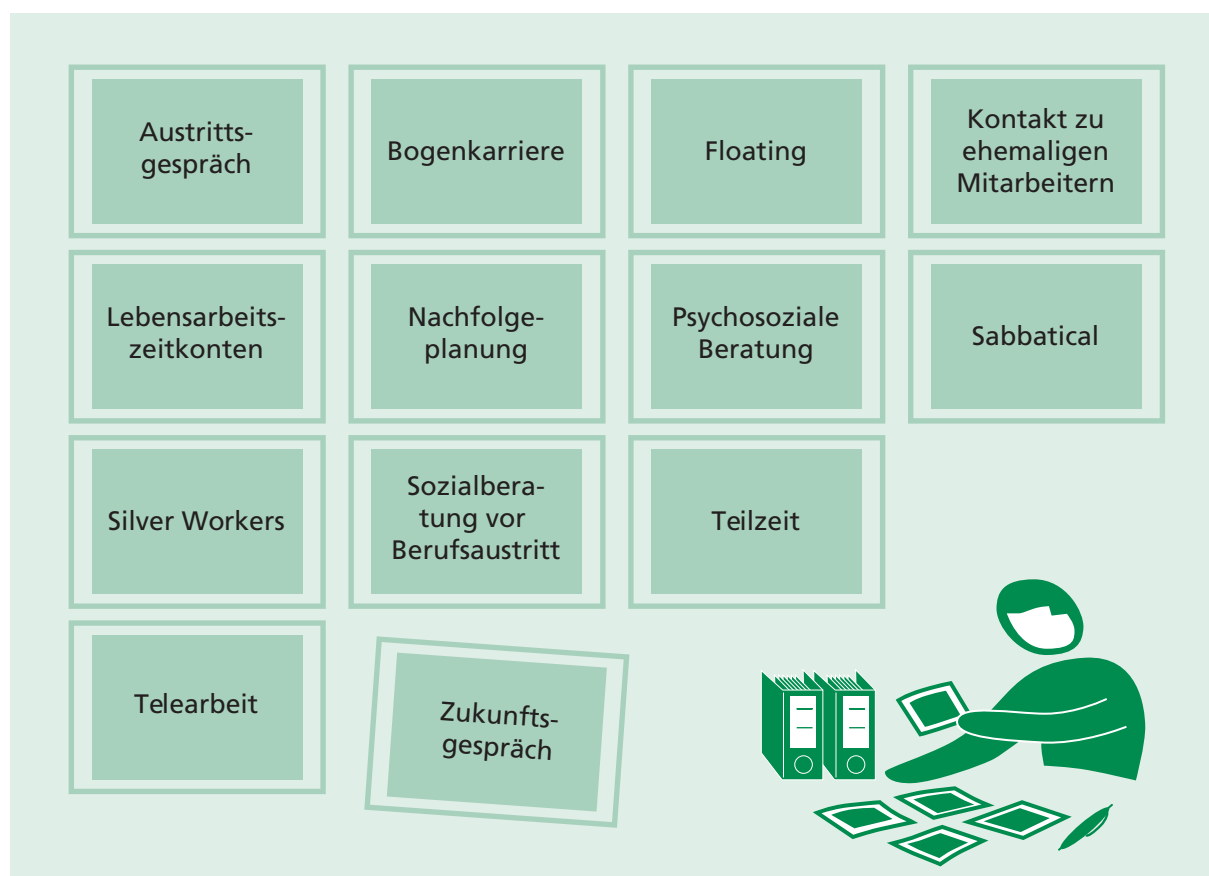 Austritts-
gespräch
Bogenkarriere
Floating
Kontakt zu
ehemaligen
Mitarbeitern
Lebensarbeits-
zeitkonten
Nachfolge-
planung
Psychosoziale
Beratung
Sabbatical
Silver Workers
Sozialbera-
tung vor
Berufsaustritt
Teilzeit
Telearbeit
Zukunfts-
gespräch